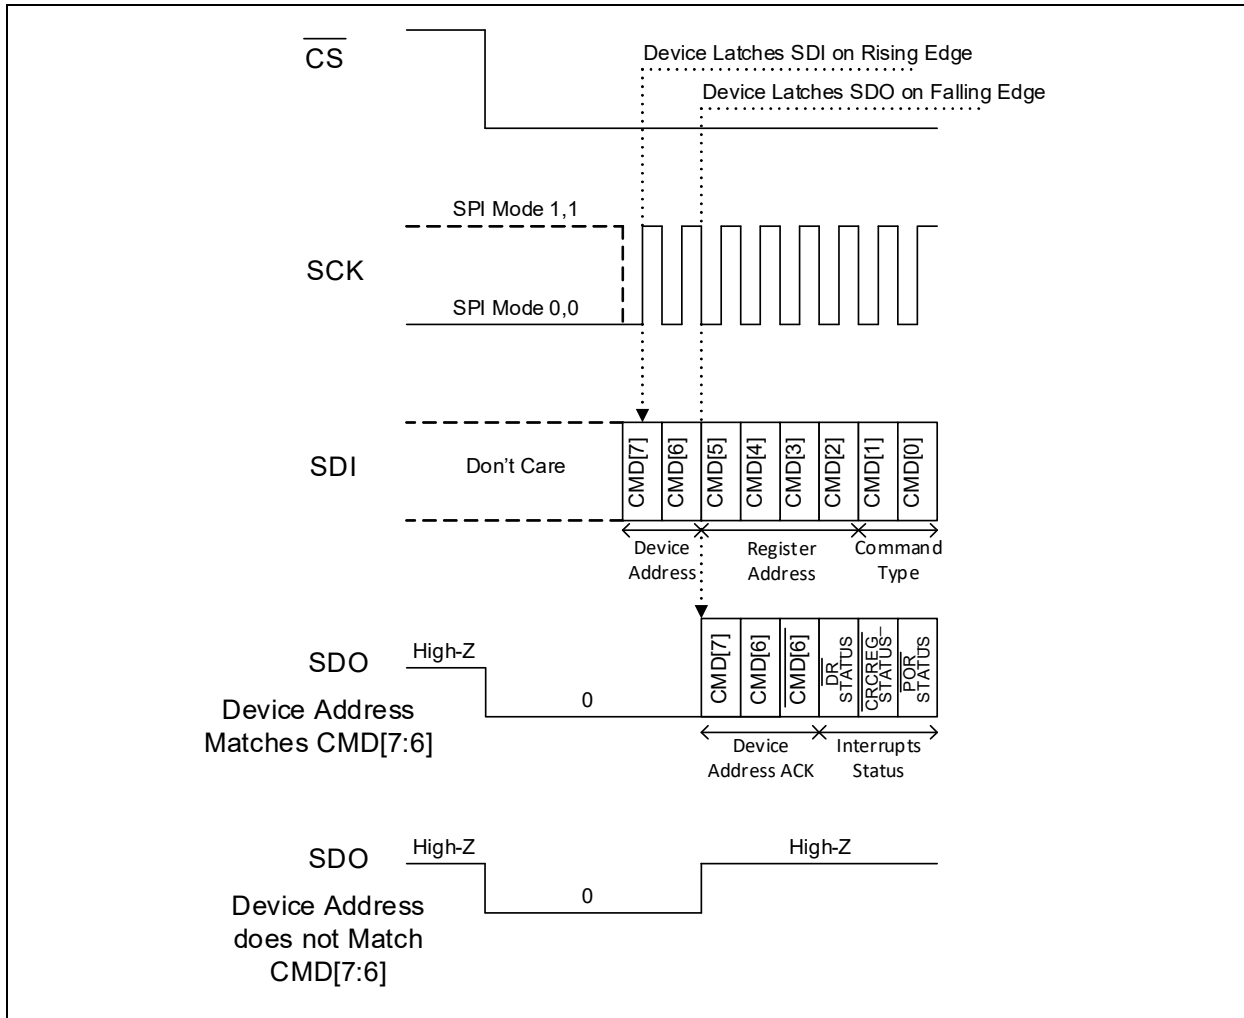 CS
Device Latches SDI on Rising Edge
Device Latches SDO on Falling Edge
SCK
SPI Mode 1,1
SPI Mode 0,0
SDI
Don't Care
CMD[7]
CMD[6]
CMD[5]
CMD[4]
CMD[3]
CMD[2]
CMD[1]
CMD[0]
Device
Address
Register
Address
Command
Type
SDO
Device Address
Matches CMD[7:6]
High-Z
0
CMD[7]
CMD[6]
CMD[6]
DR
STATUS
CRCREG
STATUS
POR
STATUS
Device
Address ACK
Interrupts
Status
SDO
Device Address
does not Match
CMD[7:6]
High-Z
0
High-Z